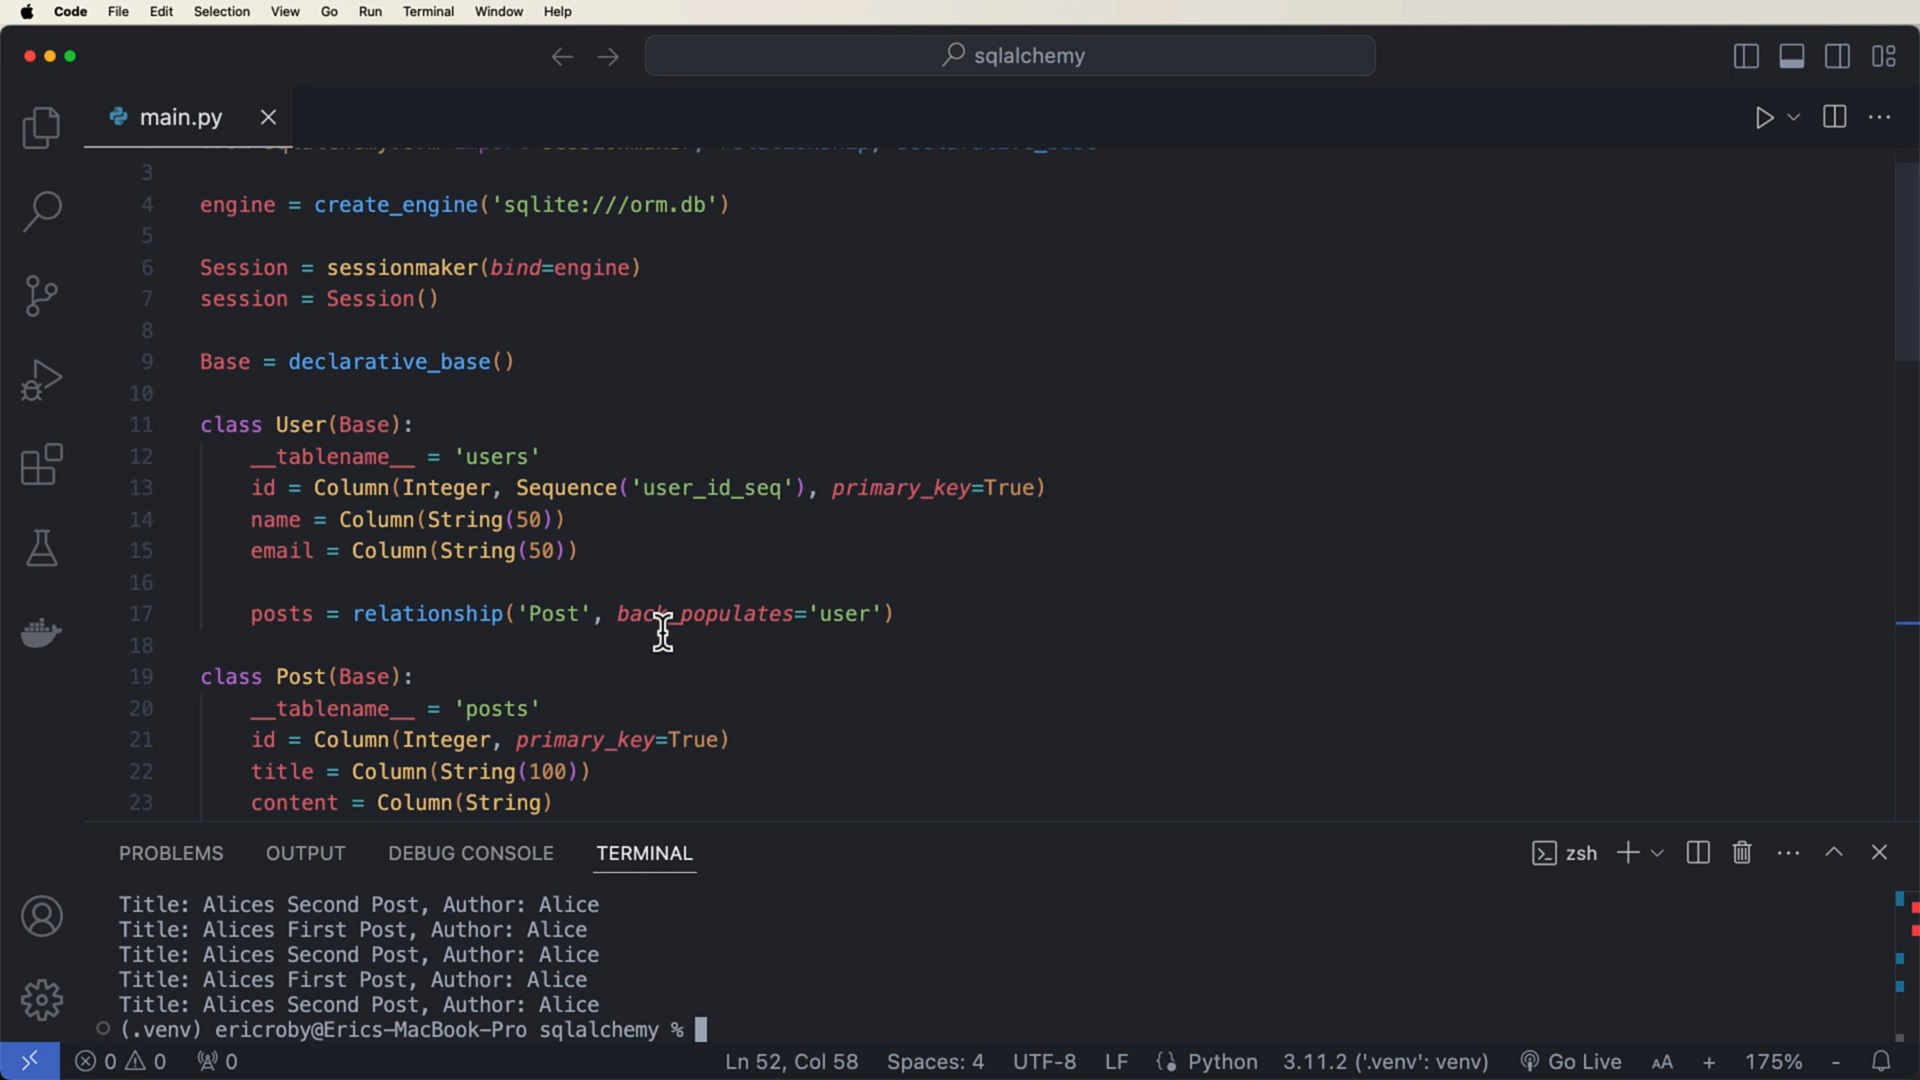 Code File Edit Selection View Go Run Terminal Window Help
sqlalchemy
main.py
3
4 engine = create_engine('sqlite:///orm.db')
5
6 Session = sessionmaker(bind=engine)
7 session = Session()
8
9 Base = declarative_base()
10
11 class User(Base):
12 __tablename__ = 'users'
13 id = Column(Integer, Sequence('user_id_seq'), primary_key=True)
14 name = Column(String(50))
15 email = Column(String(50))
16
17 posts = relationship('Post', back_populates='user')
18
19 class Post(Base):
20 __tablename__ = 'posts'
21 id = Column(Integer, primary_key=True)
22 title = Column(String(100))
23 content = Column(String)
PROBLEMS OUTPUT DEBUG CONSOLE TERMINAL zsh
Title: Alices Second Post, Author: Alice
Title: Alices First Post, Author: Alice
Title: Alices Second Post, Author: Alice
Title: Alices First Post, Author: Alice
Title: Alices Second Post, Author: Alice
(.venv) ericroby@Erics-MacBook-Pro sqlalchemy %
0 0 0 Ln 52, Col 58 Spaces: 4 UTF-8 LF Python 3.11.2 ('.venv': venv) Go Live AA + 175% -